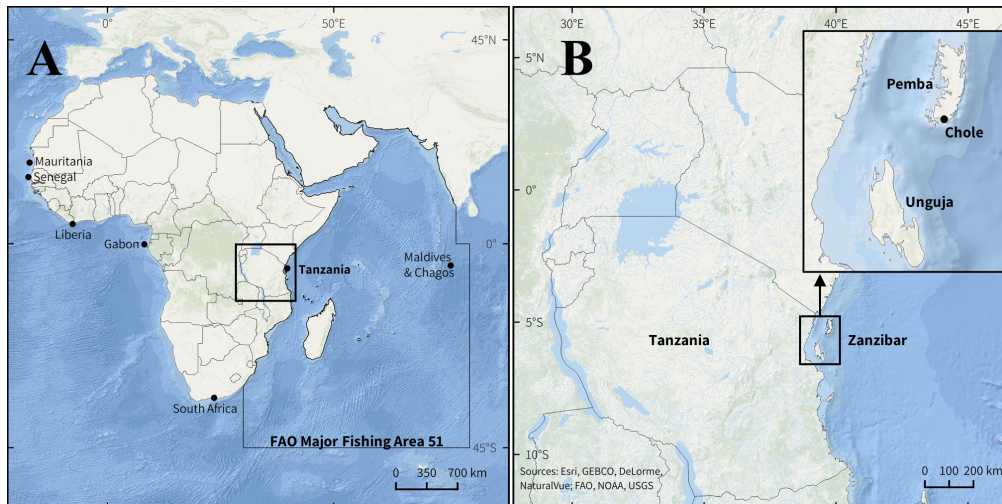 A
0°
50°E
45°N
Mauritania
Senegal
Liberia
Gabon
0°
Maldives
& Chagos
Tanzania
South Africa
FAO Major Fishing Area 51
45°S
0 350 700 km
B
30°E
35°E
40°E
45°E
5°N
0°
5°S
10°S
Pemba
Chole
Unguja
Tanzania
Zanzibar
Sources: Esri, GEBCO, DeLorme,
NaturalVue; FAO, NOAA, USGS
0 100 200 km